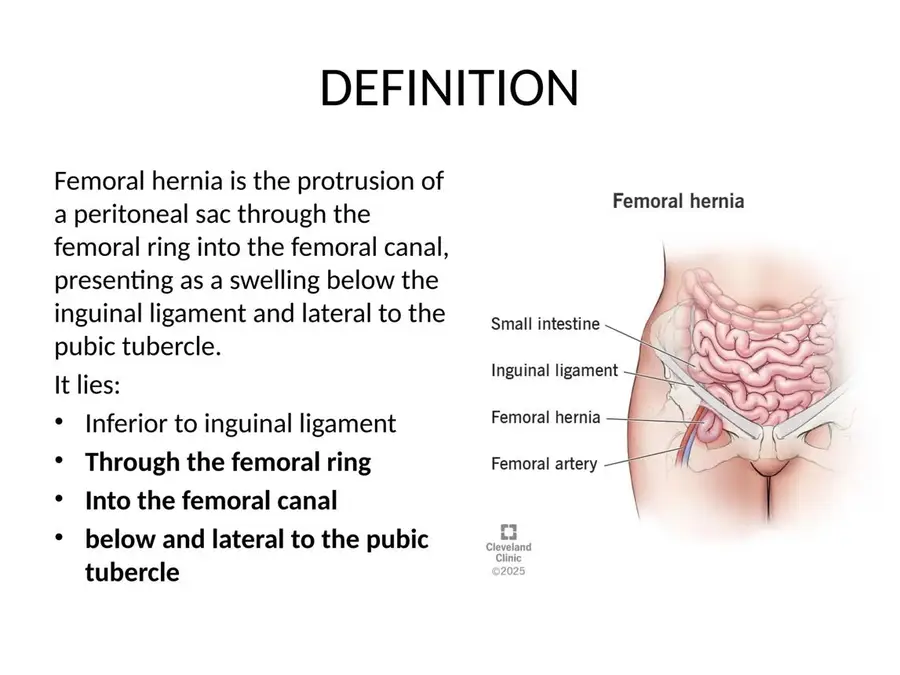 DEFINITION
Femoral hernia is the protrusion of
a peritoneal sac through the
femoral ring into the femoral canal,
presenting as a swelling below the
inguinal ligament and lateral to the
pubic tubercle.
It lies:
• Inferior to inguinal ligament
• Through the femoral ring
• Into the femoral canal
• below and lateral to the pubic
tubercle
Femoral hernia
Small intestine
Inguinal ligament
Femoral hernia
Femoral artery
Cleveland
Clinic
©2025